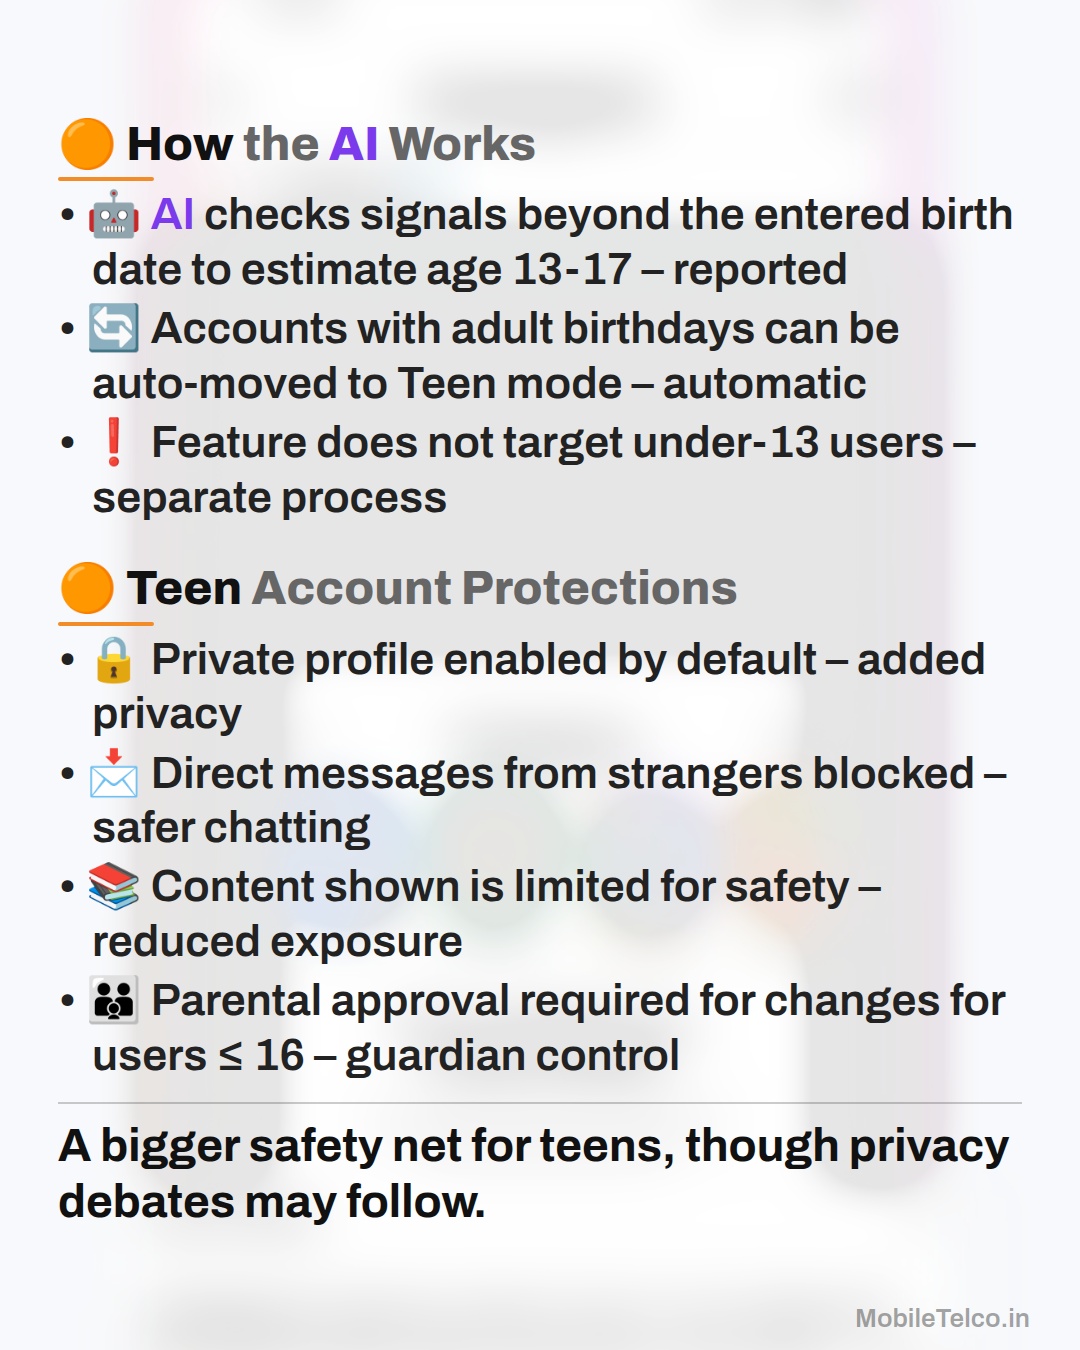 🟠 How the AI Works
• 🤖 AI checks signals beyond the entered birth
date to estimate age 13-17 – reported
• 🔄 Accounts with adult birthdays can be
auto-moved to Teen mode – automatic
• ❗ Feature does not target under-13 users –
separate process
🟠 Teen Account Protections
• 🔒 Private profile enabled by default – added
privacy
• 📩 Direct messages from strangers blocked –
safer chatting
• 📚 Content shown is limited for safety –
reduced exposure
• 👪 Parental approval required for changes for
users ≤ 16 – guardian control
A bigger safety net for teens, though privacy
debates may follow.
MobileTelco.in